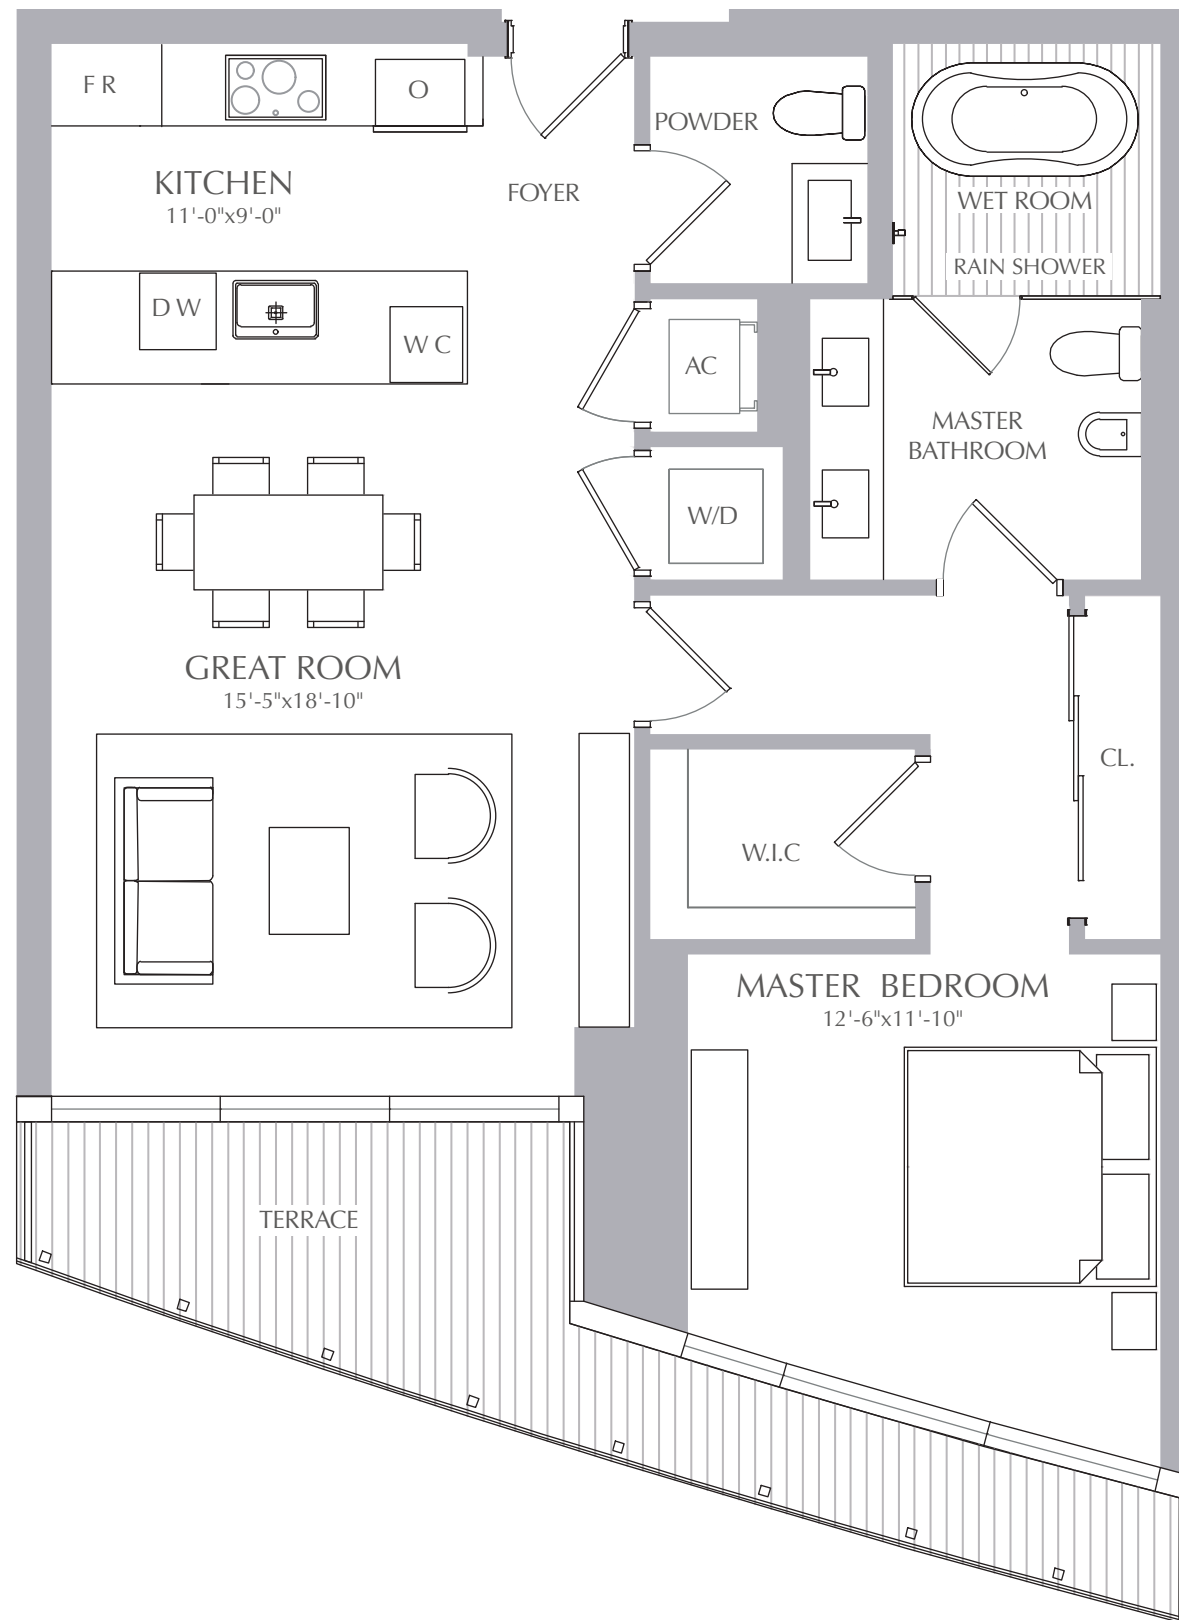 F R
O
POWDER
KITCHEN
11'-0"x9'-0"
FOYER
WET ROOM
RAIN SHOWER
D W
W C
AC
MASTER
BATHROOM
W/D
GREAT ROOM
15'-5"x18'-10"
CL.
W.I.C
MASTER BEDROOM
12'-6"x11'-10"
TERRACE